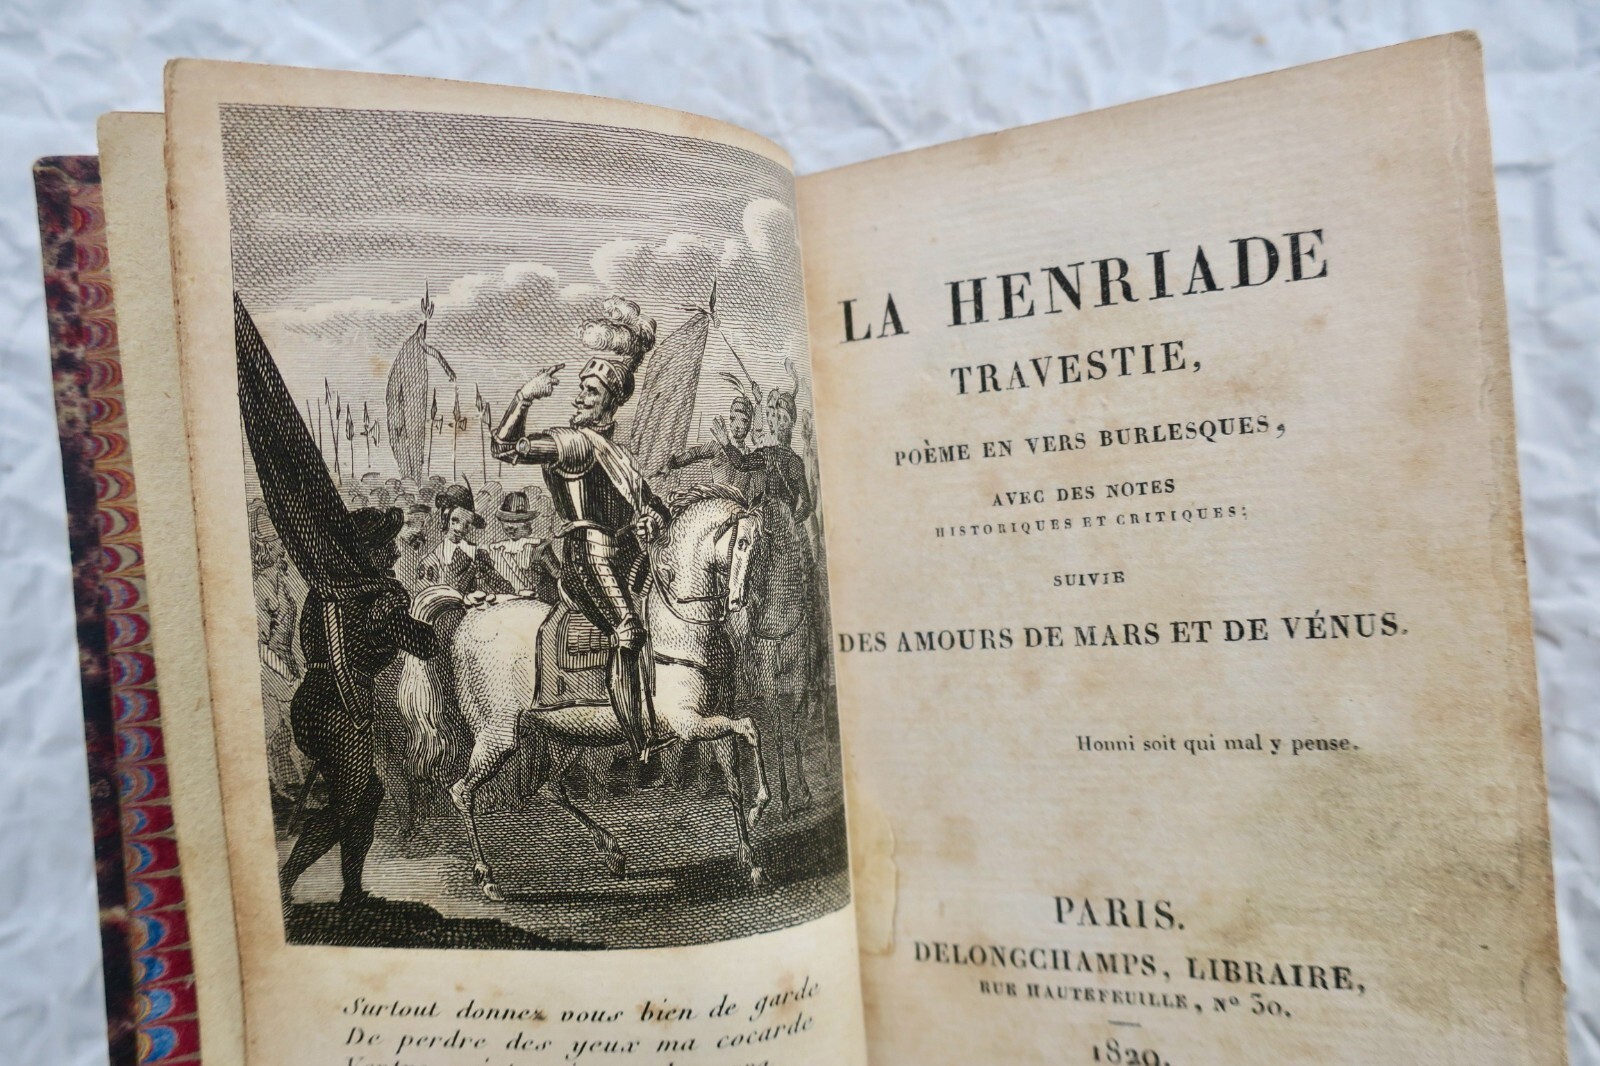 Surtout donnez vous bien de garde
De perdre des yeux ma cocarde
LA HENRIADE
TRAVESTIE,
POÈME EN VERS BURLESQUES,
AVEC DES NOTES
HISTORIQUES ET CRITIQUES;
SUIVIE
DES AMOURS DE MARS ET DE VÉNUS.
Honni soit qui mal y pense.
PARIS.
DELONGCHAMPS, LIBRAIRE,
RUE HAUTEFEUILLE, Nº 30.
1820.